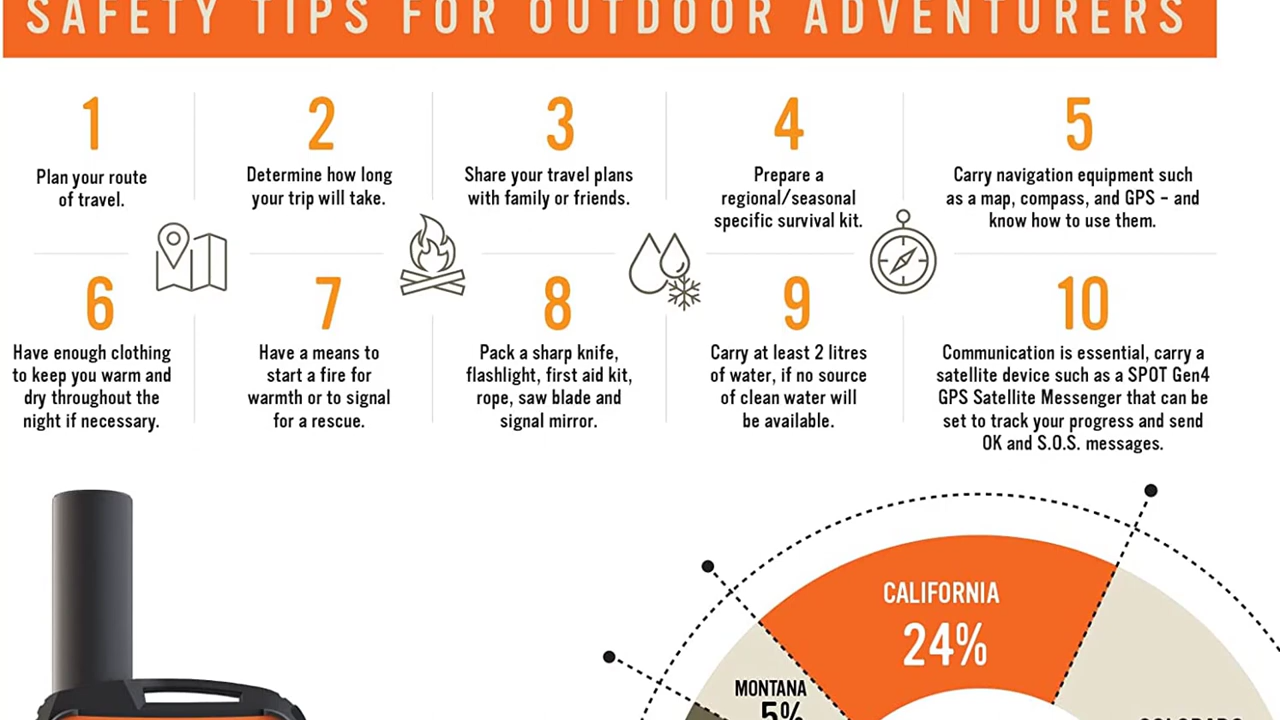 SAFETY TIPS FOR OUTDOOR ADVENTURERS
1
Plan your route
of travel.
2
Determine how long
your trip will take.
3
Share your travel plans
with family or friends.
4
Prepare a
regional/seasonal
specific survival kit.
5
Carry navigation equipment such
as a map, compass, and GPS – and
know how to use them.
6
Have enough clothing
to keep you warm and
dry throughout the
night if necessary.
7
Have a means to
start a fire for
warmth or to signal
for a rescue.
8
Pack a sharp knife,
flashlight, first aid kit,
rope, saw blade and
signal mirror.
9
Carry at least 2 litres
of water, if no source
of clean water will
be available.
10
Communication is essential, carry a
satellite device such as a SPOT Gen4
GPS Satellite Messenger that can be
set to track your progress and send
OK and S.O.S. messages.
CALIFORNIA
24%
MONTANA
5%
COLORADO